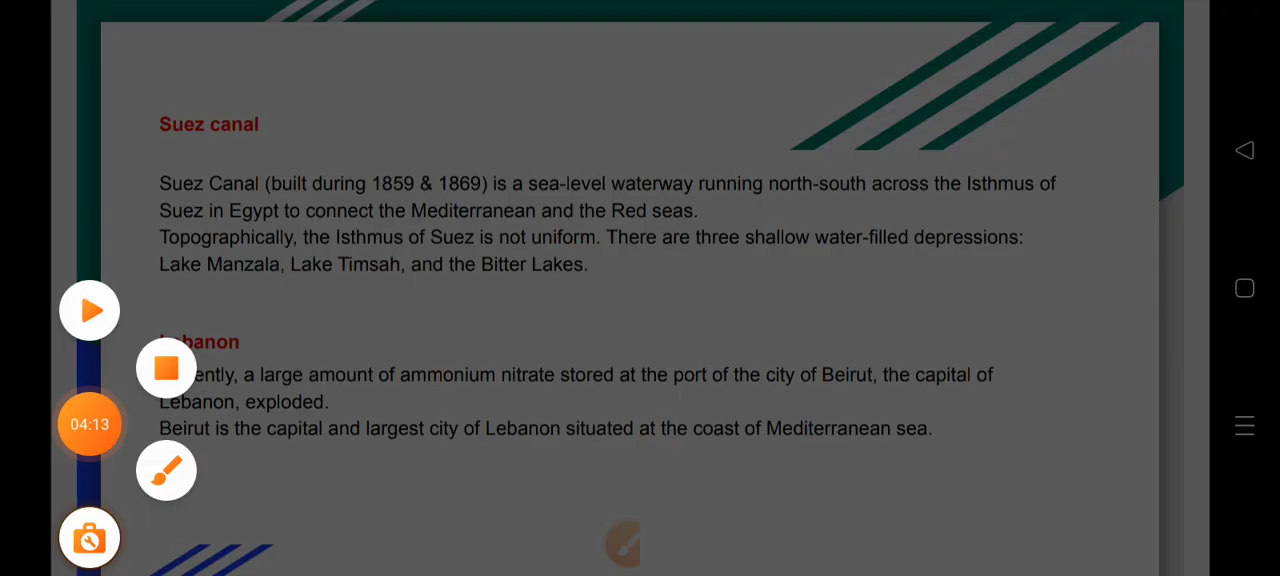 Suez canal
Suez Canal (built during 1859 & 1869) is a sea-level waterway running north-south across the Isthmus of
Suez in Egypt to connect the Mediterranean and the Red seas.
Topographically, the Isthmus of Suez is not uniform. There are three shallow water-filled depressions:
Lake Manzala, Lake Timsah, and the Bitter Lakes.
banon
ently, a large amount of ammonium nitrate stored at the port of the city of Beirut, the capital of
Lebanon, exploded.
04:13
Beirut is the capital and largest city of Lebanon situated at the coast of Mediterranean sea.